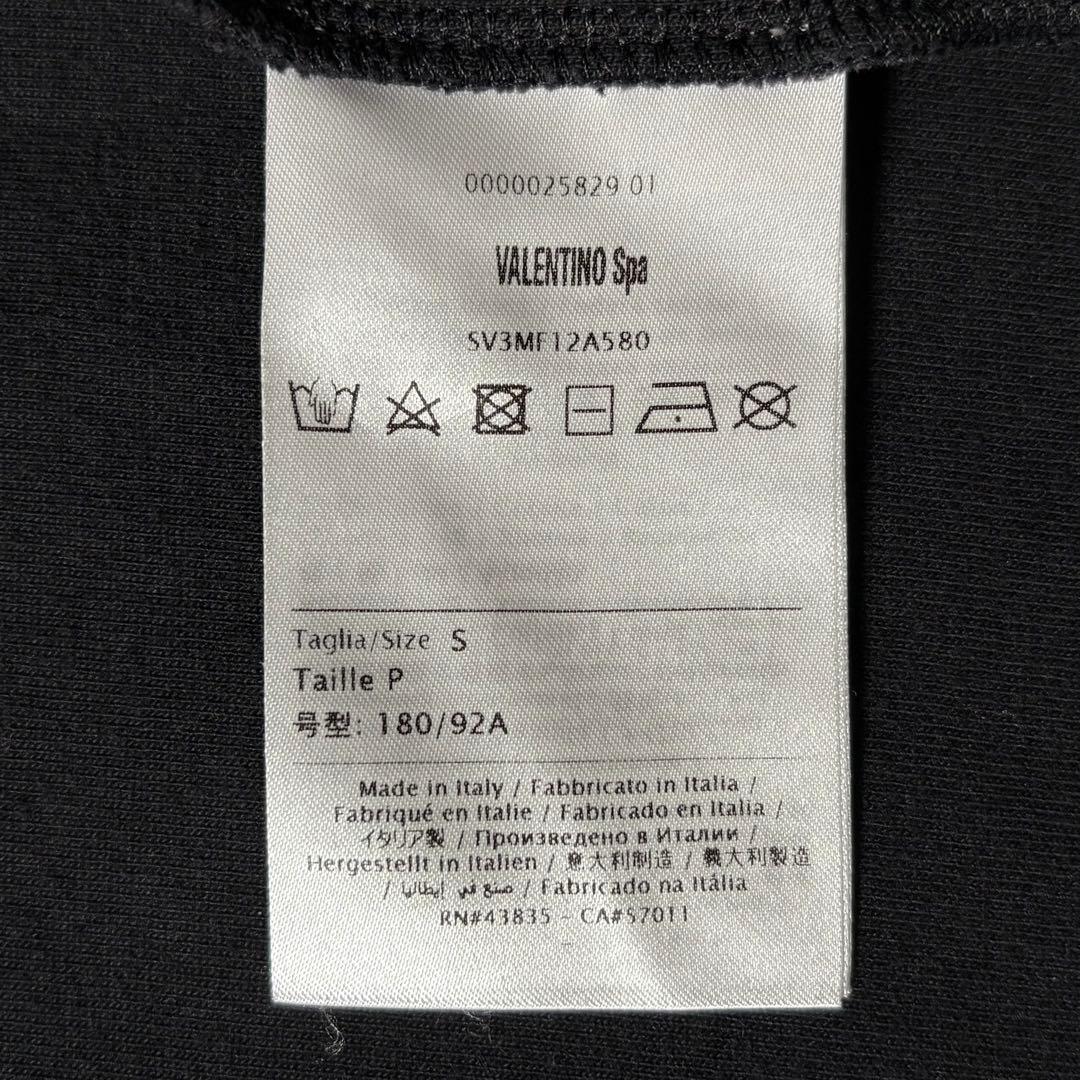 0000025829 01
VALENTINO Spa
SV3MF12A580
Taglia/Size S
Taille P
号型: 180/92A
Made in Italy / Fabbricato in Italia /
Fabriqué en Italie / Fabricado en Italia /
イタリア製 / Произведено в Италии /
Hergestellt in Italien / 意大利制造 / 義大利製造
/ صنع في إيطاليا / Fabricado na Itália
RN#43835 - CA#57011
-